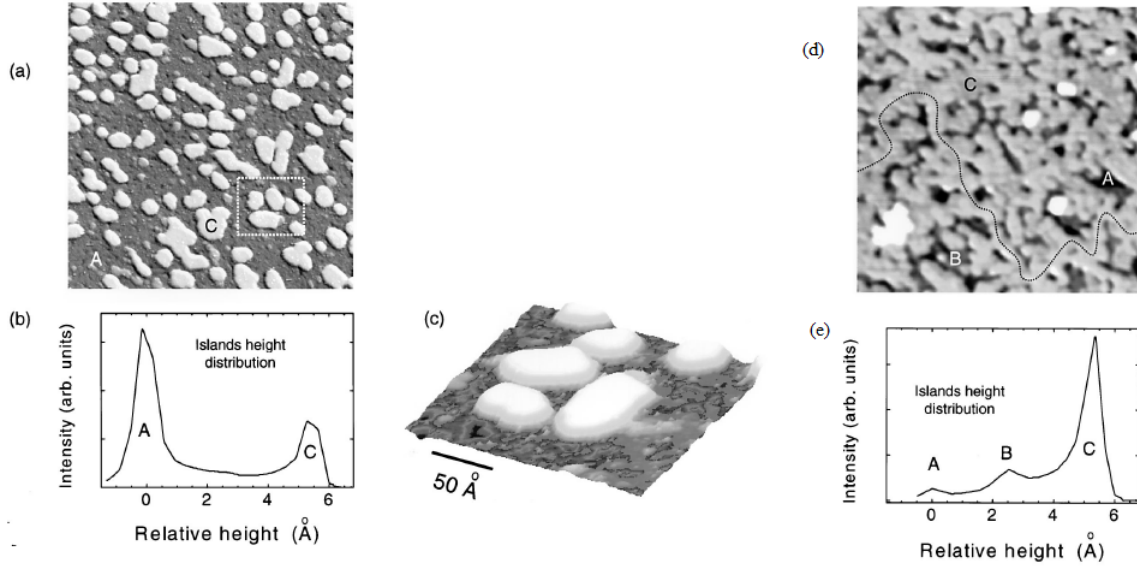 (a)
C
A
(b)
Intensity (arb. units)
Islands height
distribution
A
C
0
2
4
6
Relative height (Å)
(c)
50 Å
(d)
C
A
B
(e)
Intensity (arb. units)
Islands height
distribution
A
B
C
0
2
4
6
Relative height (Å)